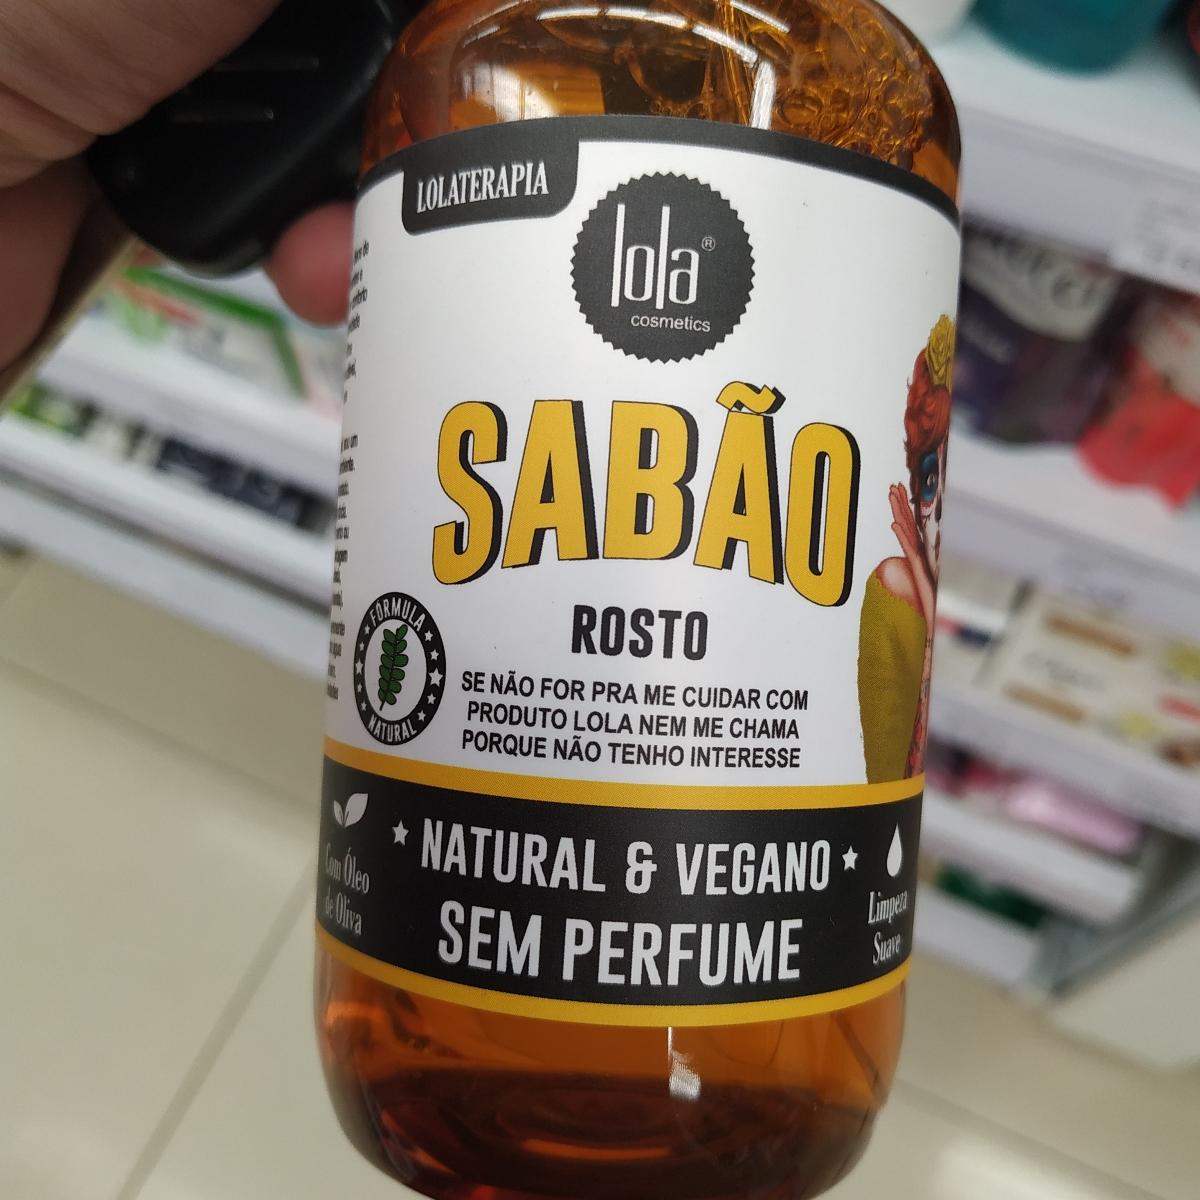 LOLATERAPIA
lola®
cosmetics
SABÃO
ROSTO
FÓRMULA
NATURAL
SE NÃO FOR PRA ME CUIDAR COM
PRODUTO LOLA NEM ME CHAMA
PORQUE NÃO TENHO INTERESSE
Com Óleo
de Oliva
NATURAL & VEGANO
SEM PERFUME
Limpeza
Suave